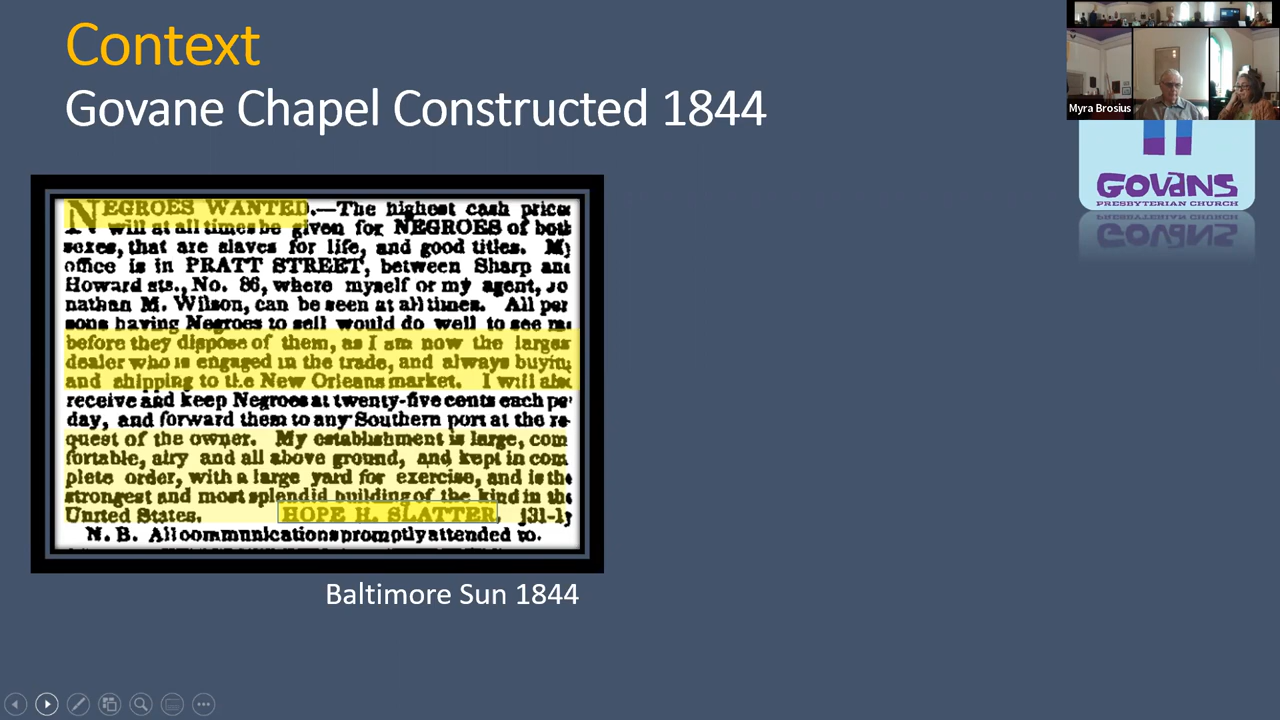 Context
Govane Chapel Constructed 1844
Myra Brosius
GOVANS
PRESBYTERIAN CHURCH
NEGROES WANTED.—The highest cash prices
will at all times be given for NEGROES of both
sexes, that are slaves for life, and good titles. My
office is in PRATT STREET, between Sharp and
Howard sts., No. 86, where myself or my agent, Jo
nathan M. Wilson, can be seen at all times. All per
sons having Negroes to sell would do well to see me
before they dispose of them, as I am now the larges
dealer who is engaged in the trade, and always buying
and shipping to the New Orleans market. I will also
receive and keep Negroes at twenty-five cents each per
day, and forward them to any Southern port at the re-
quest of the owner. My establishment is large, com
fortable, airy and all above ground, and kept in com
plete order, with a large yard for exercise, and is the
strongest and most splendid building of the kind in the
United States. HOPE H. SLATTER, j31-1y
N. B. All communications promptly attended to.
Baltimore Sun 1844